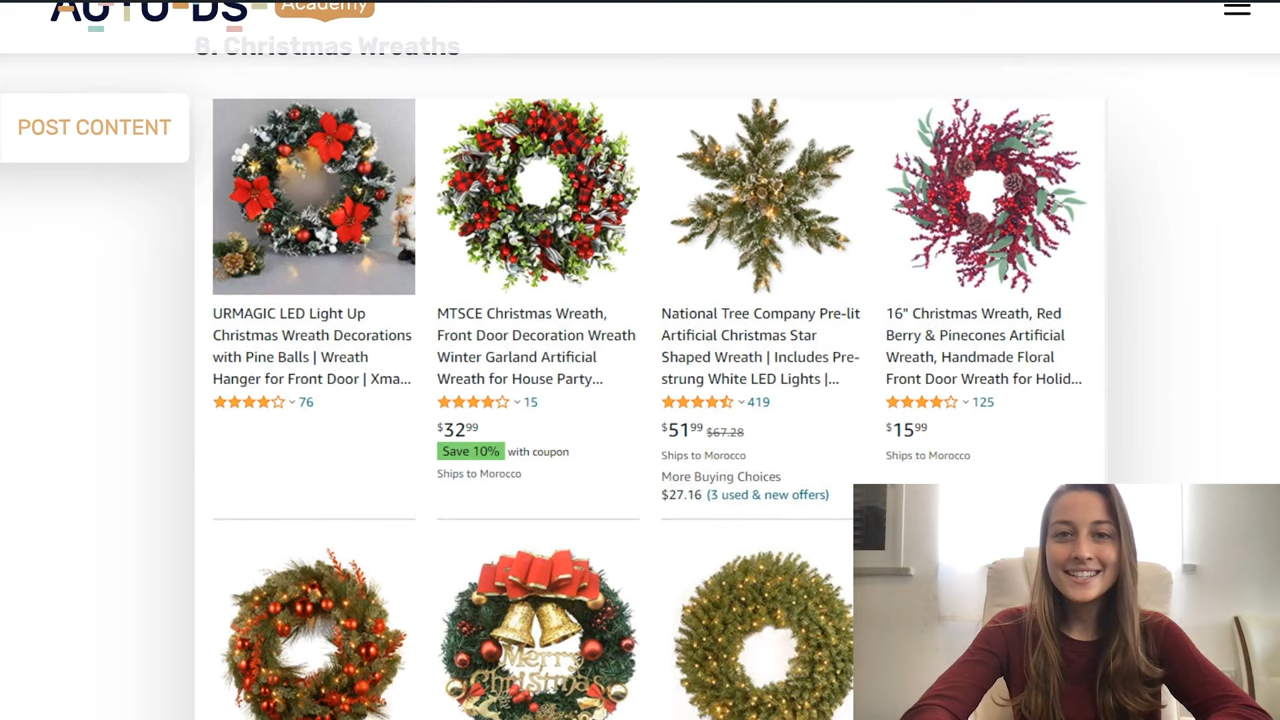 AUTO-DS
Academy
8. Christmas Wreaths
POST CONTENT
URMAGIC LED Light Up
Christmas Wreath Decorations
with Pine Balls | Wreath
Hanger for Front Door | Xma...
76
MTSCE Christmas Wreath,
Front Door Decoration Wreath
Winter Garland Artificial
Wreath for House Party...
15
$32.99
Save 10% with coupon
Ships to Morocco
National Tree Company Pre-lit
Artificial Christmas Star
Shaped Wreath | Includes Pre-
strung White LED Lights |...
419
$51.99 $67.28
Ships to Morocco
More Buying Choices
$27.16 (3 used & new offers)
16" Christmas Wreath, Red
Berry & Pinecones Artificial
Wreath, Handmade Floral
Front Door Wreath for Holid...
125
$15.99
Ships to Morocco
Merry
Christmas